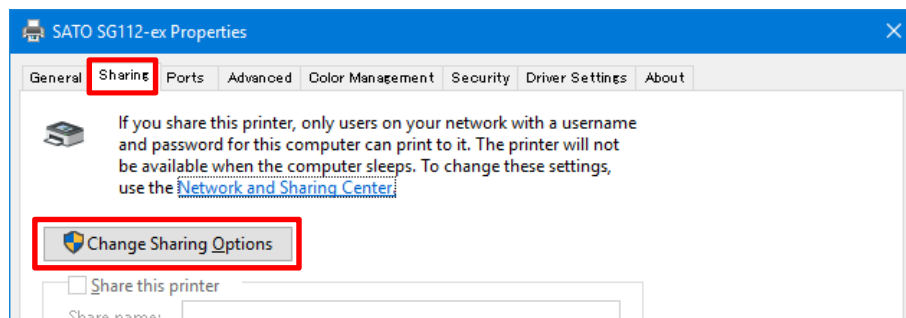 SATO SG112-ex Properties
General Sharing Ports Advanced Color Management Security Driver Settings About
If you share this printer, only users on your network with a username
and password for this computer can print to it. The printer will not
be available when the computer sleeps. To change these settings,
use the Network and Sharing Center.
Change Sharing Options
Share this printer
Share name: